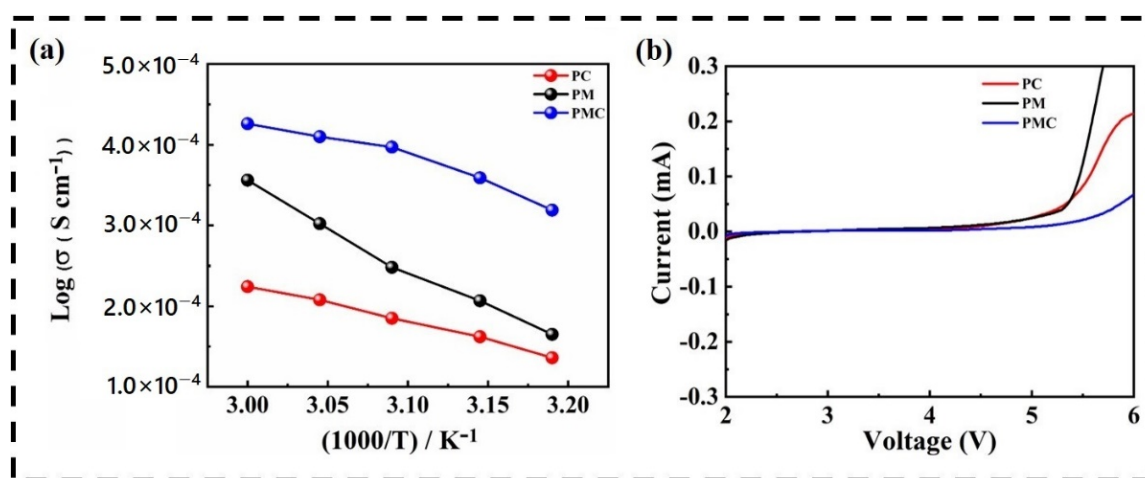 (a)
5.0×10⁻⁴
4.0×10⁻⁴
3.0×10⁻⁴
2.0×10⁻⁴
1.0×10⁻⁴
Log (σ ( S cm⁻¹) )
PC
PM
PMC
3.00 3.05 3.10 3.15 3.20
(1000/T) / K⁻¹
(b)
0.3
0.2
0.1
0.0
-0.1
-0.2
-0.3
Current (mA)
PC
PM
PMC
2 3 4 5 6
Voltage (V)